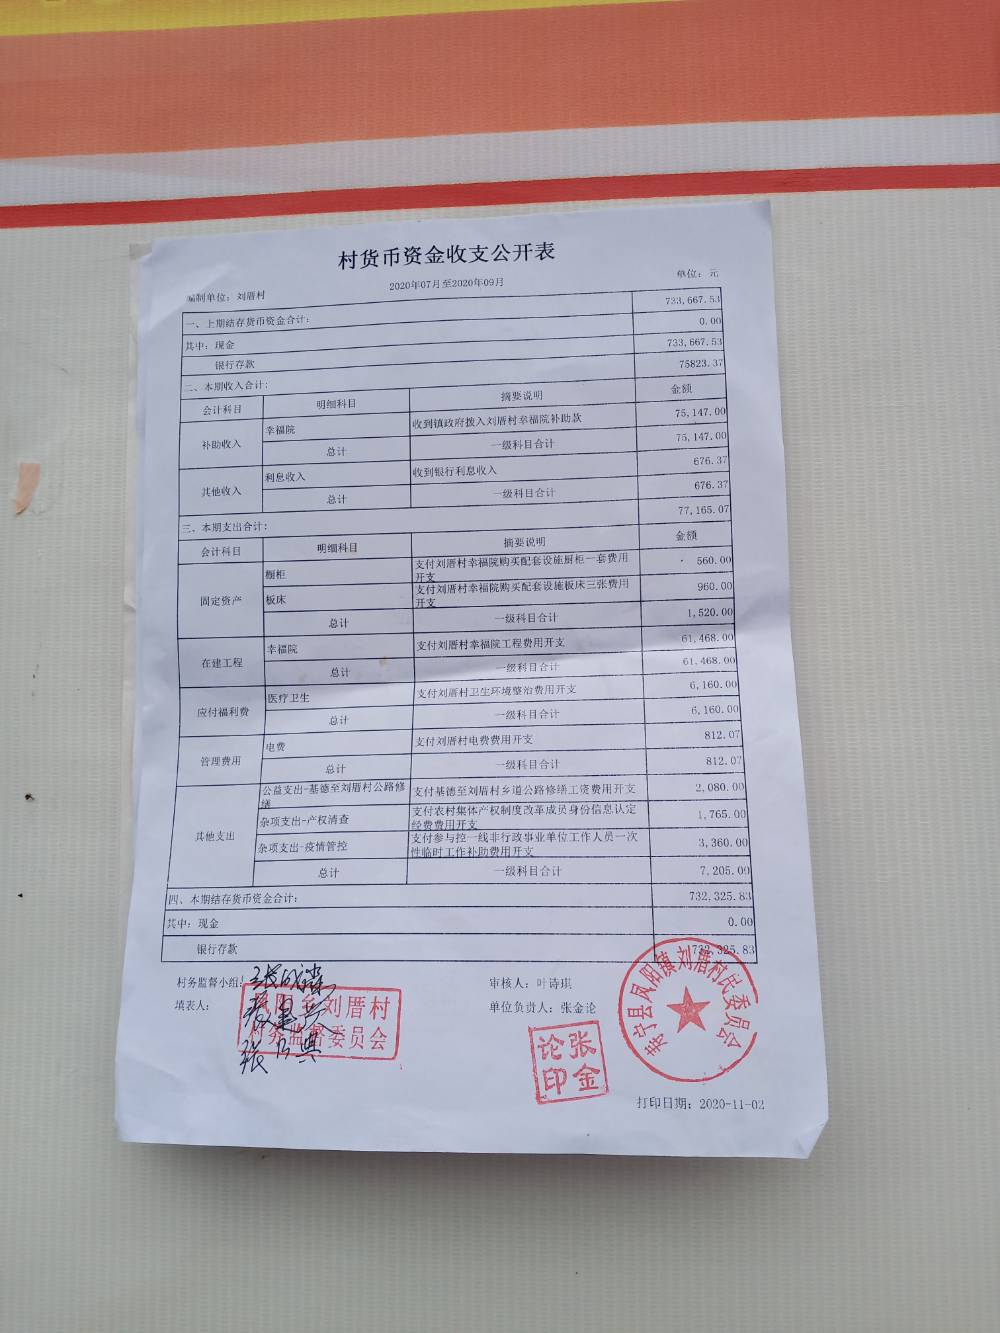 村货币资金收支公开表
2020年07月至2020年09月
编制单位：刘厝村 单位：元
一、上期结存货币资金合计： 733,667.53
其中：现金 0.00
银行存款 733,667.53
二、本期收入合计： 75823.37
会计科目 明细科目 摘要说明 金额
补助收入 幸福院 收到镇政府拨入刘厝村幸福院补助款 75,147.00
总计 一级科目合计 75,147.00
其他收入 利息收入 收到银行利息收入 676.37
总计 一级科目合计 676.37
三、本期支出合计： 77,165.07
会计科目 明细科目 摘要说明 金额
固定资产 橱柜 支付刘厝村幸福院购买配套设施厨柜一套费用开支 560.00
板床 支付刘厝村幸福院购买配套设施板床三张费用开支 960.00
总计 一级科目合计 1,520.00
在建工程 幸福院 支付刘厝村幸福院工程费用开支 61,468.00
总计 一级科目合计 61,468.00
应付福利费 医疗卫生 支付刘厝村卫生环境整治费用开支 6,160.00
总计 一级科目合计 6,160.00
管理费用 电费 支付刘厝村电费费用开支 812.07
总计 一级科目合计 812.07
其他支出 公益支出-基德至刘厝村公路修缮 支付基德至刘厝村乡道公路修缮工资费用开支 2,080.00
杂项支出-产权清查 支付农村集体产权制度改革成员身份信息认定经费费用开支 1,765.00
杂项支出-疫情管控 支付参与控一线非行政事业单位工作人员一次性临时工作补助费用开支 3,360.00
总计 一级科目合计 7,205.00
四、本期结存货币资金合计： 732,325.83
其中：现金 0.00
银行存款 732,325.83
村务监督小组： 审核人：叶诗琪
填表人： 单位负责人：张金论
凤阳乡刘厝村
村务监督委员会
张金论印
寿宁县凤阳镇刘厝村民委员会
打印日期：2020-11-02